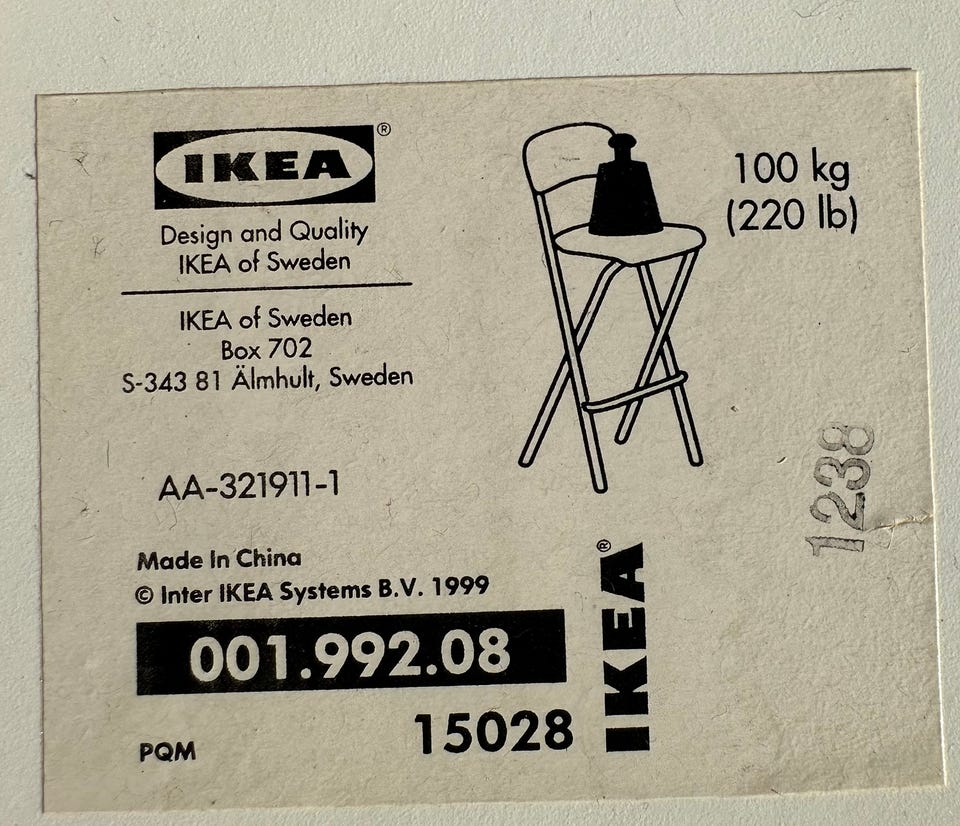 IKEA®
Design and Quality
IKEA of Sweden
IKEA of Sweden
Box 702
S-343 81 Älmhult, Sweden
100 kg
(220 lb)
AA-321911-1
1238
Made In China
© Inter IKEA Systems B.V. 1999
001.992.08
15028
PQM
IKEA®